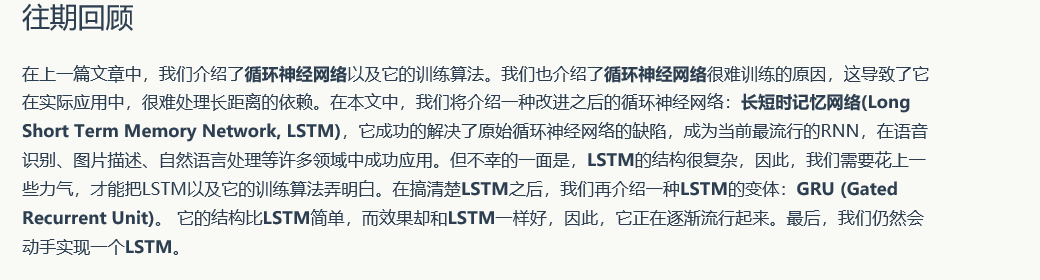 往期回顾
在上一篇文章中，我们介绍了循环神经网络以及它的训练算法。我们也介绍了循环神经网络很难训练的原因，这导致了它
在实际应用中，很难处理长距离的依赖。在本文中，我们将介绍一种改进之后的循环神经网络：长短时记忆网络(Long
Short Term Memory Network, LSTM)，它成功的解决了原始循环神经网络的缺陷，成为当前最流行的RNN，在语音
识别、图片描述、自然语言处理等许多领域中成功应用。但不幸的一面是，LSTM的结构很复杂，因此，我们需要花上一
些力气，才能把LSTM以及它的训练算法弄明白。在搞清楚LSTM之后，我们再介绍一种LSTM的变体：GRU (Gated
Recurrent Unit)。 它的结构比LSTM简单，而效果却和LSTM一样好，因此，它正在逐渐流行起来。最后，我们仍然会
动手实现一个LSTM。